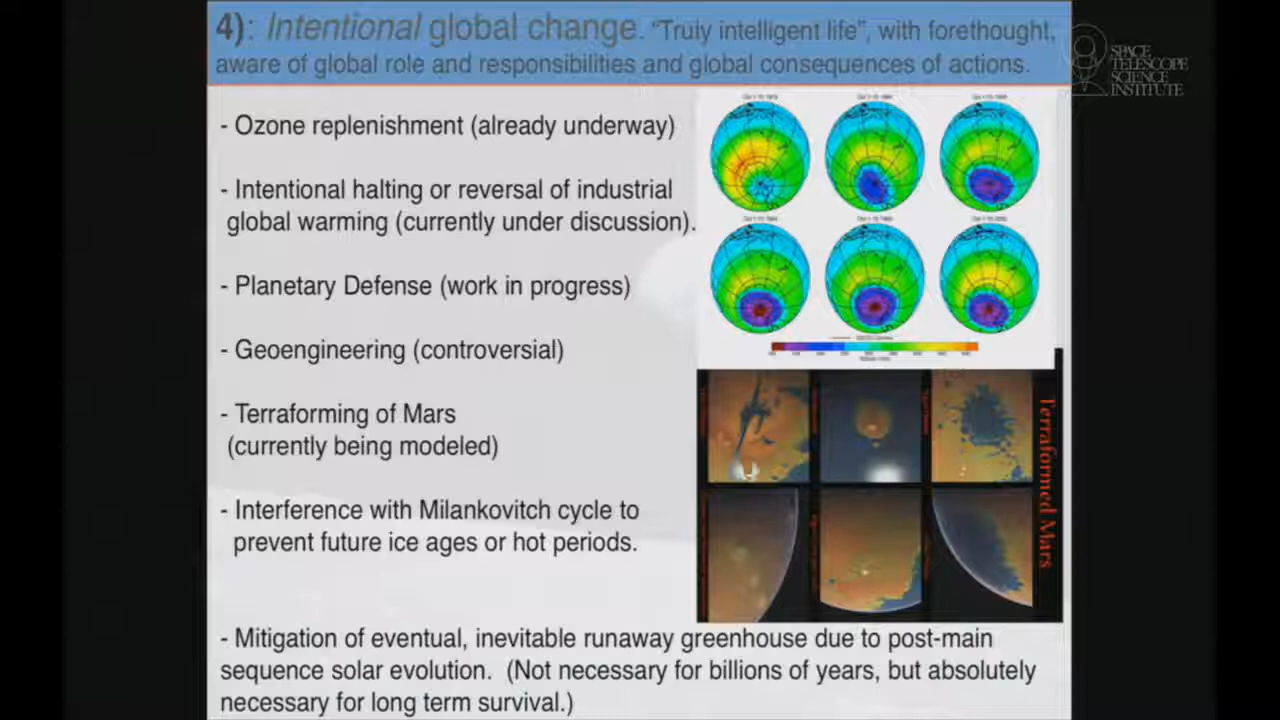 4): Intentional global change. “Truly intelligent life”, with forethought,
aware of global role and responsibilities and global consequences of actions.
SPACE
TELESCOPE
SCIENCE
INSTITUTE
- Ozone replenishment (already underway)
- Intentional halting or reversal of industrial
global warming (currently under discussion).
- Planetary Defense (work in progress)
- Geoengineering (controversial)
- Terraforming of Mars
(currently being modeled)
- Interference with Milankovitch cycle to
prevent future ice ages or hot periods.
Terraformed Mars
- Mitigation of eventual, inevitable runaway greenhouse due to post-main
sequence solar evolution. (Not necessary for billions of years, but absolutely
necessary for long term survival.)